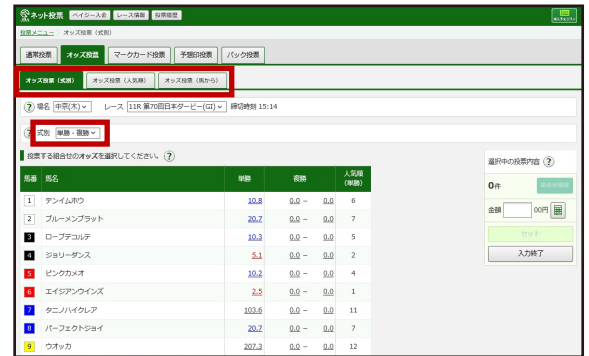 ネット投票 ペイジー入金 レース情報 投票履歴
投票メニュー オッズ投票（式別）
通常投票 オッズ投票 マークカード投票 予想印投票 パック投票
オッズ投票（式別） オッズ投票（人気順） オッズ投票（馬から）
? 場名 中京(木) レース 11R 第70回日本ダービー(GI) 締切時刻 15:14
? 式別 単勝・複勝
投票する組合せのオッズを選択してください。 ?
馬番 馬名 単勝 複勝 人気順（単勝）
1 テンイムホウ 10.8 0.0 – 0.0 6
2 ブルーメンブラット 20.7 0.0 – 0.0 7
3 ローブデコルテ 10.3 0.0 – 0.0 5
4 ショリーダンス 5.1 0.0 – 0.0 2
5 ピンクカメオ 10.2 0.0 – 0.0 4
6 エイジアンウインズ 2.5 0.0 – 0.0 1
7 タニノハイクレア 103.6 0.0 – 0.0 11
8 パーフェクトジョイ 20.7 0.0 – 0.0 7
9 ウオッカ 207.3 0.0 – 0.0 12
選択中の投票内容 ?
0件
金額 00円
セット
入力終了